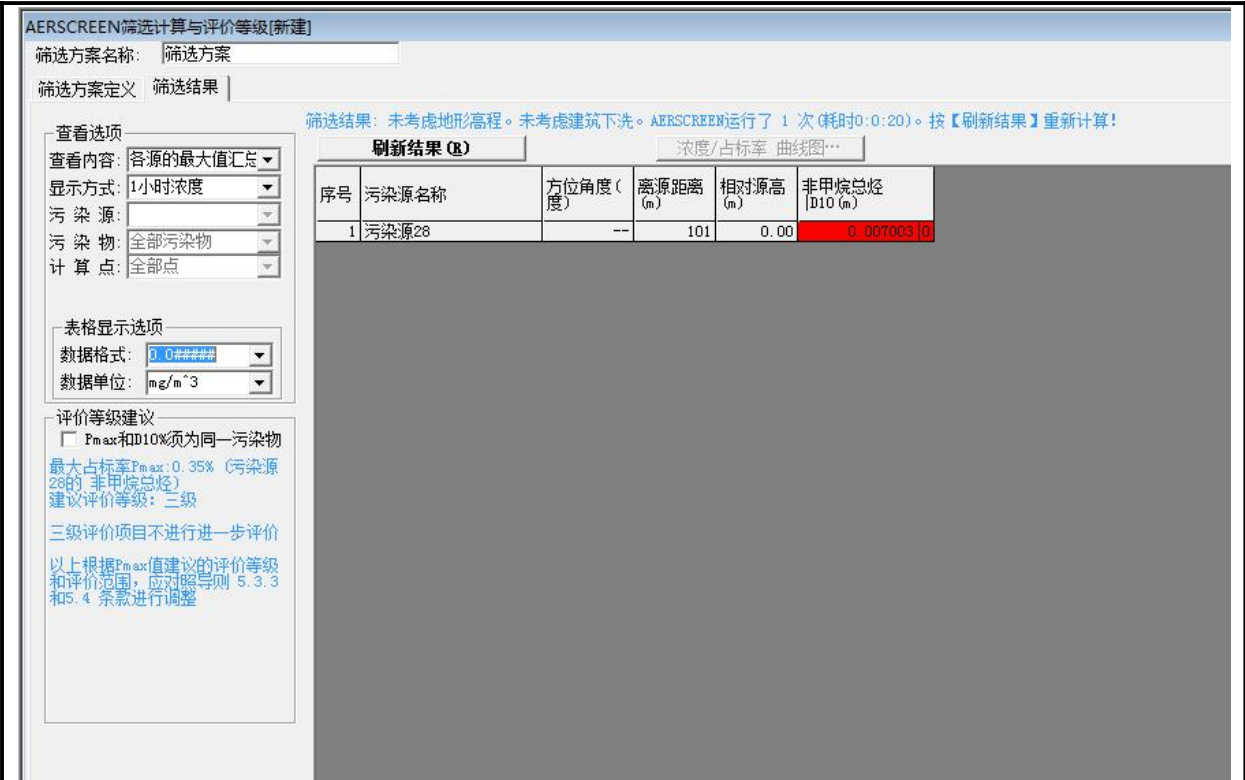 AERSCREEN筛选计算与评价等级[新建]
筛选方案名称: 筛选方案
筛选方案定义 筛选结果
筛选结果: 未考虑地形高程。未考虑建筑下洗。AERSCREEN运行了 1 次(耗时0:0:20)。按【刷新结果】重新计算!
查看选项
查看内容: 各源的最大值汇总
显示方式: 1小时浓度
污 染 源:
污 染 物: 全部污染物
计 算 点: 全部点
表格显示选项
数据格式: 0.0#####
数据单位: mg/m^3
评价等级建议
Pmax和D10%须为同一污染物
最大占标率Pmax:0.35% (污染源
28的 非甲烷总烃)
建议评价等级: 三级
三级评价项目不进行进一步评价
以上根据Pmax值建议的评价等级
和评价范围, 应对照导则 5.3.3
和5.4 条款进行调整
刷新结果(R) 浓度/占标率 曲线图…
序号 污染源名称 方位角度(度) 离源距离(m) 相对源高(m) 非甲烷总烃|D10(m)
1 污染源28 -- 101 0.00 0.007003|0